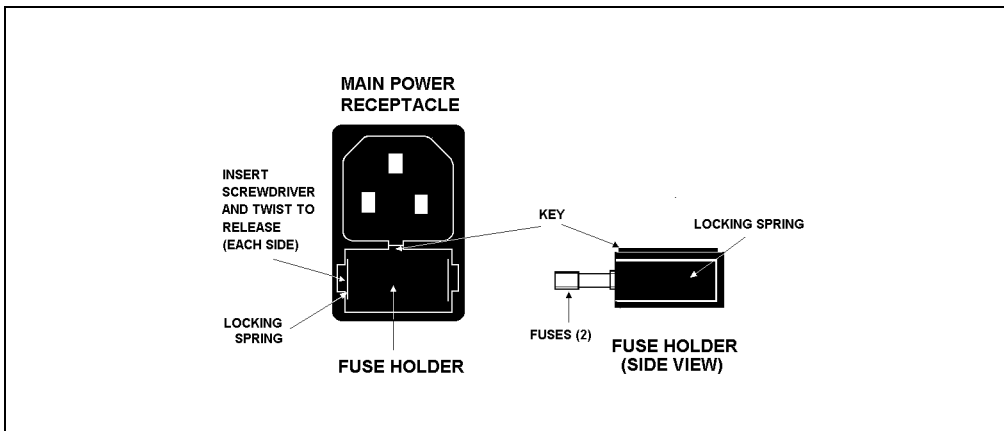 MAIN POWER
RECEPTACLE
INSERT
SCREWDRIVER
AND TWIST TO
RELEASE
(EACH SIDE)
LOCKING
SPRING
FUSE HOLDER
KEY
LOCKING SPRING
FUSES (2)
FUSE HOLDER
(SIDE VIEW)